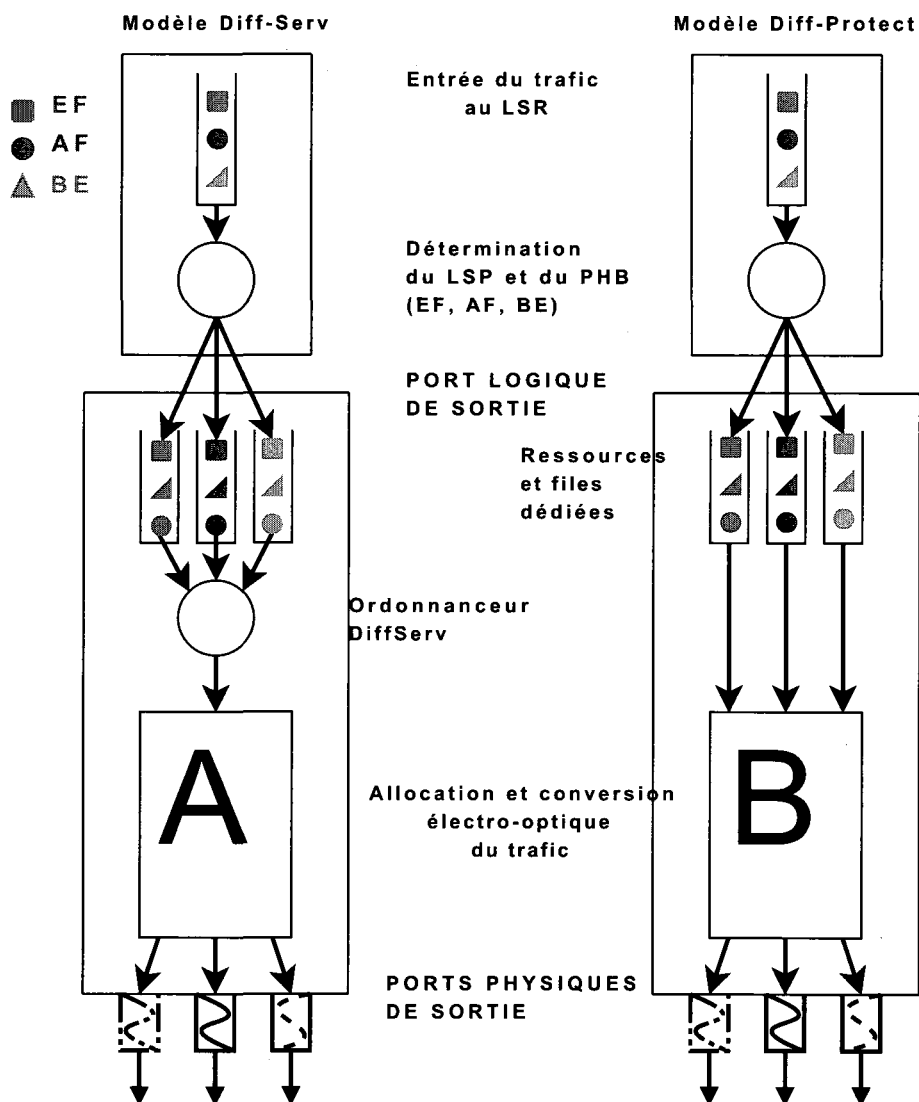 Modèle Diff-Serv
Modèle Diff-Protect
Entrée du trafic
au LSR
EF
AF
BE
Détermination
du LSP et du PHB
(EF, AF, BE)
PORT LOGIQUE
DE SORTIE
Ressources
et files
dédiées
Ordonnanceur
DiffServ
A
B
Allocation et conversion
électro-optique
du trafic
PORTS PHYSIQUES
DE SORTIE